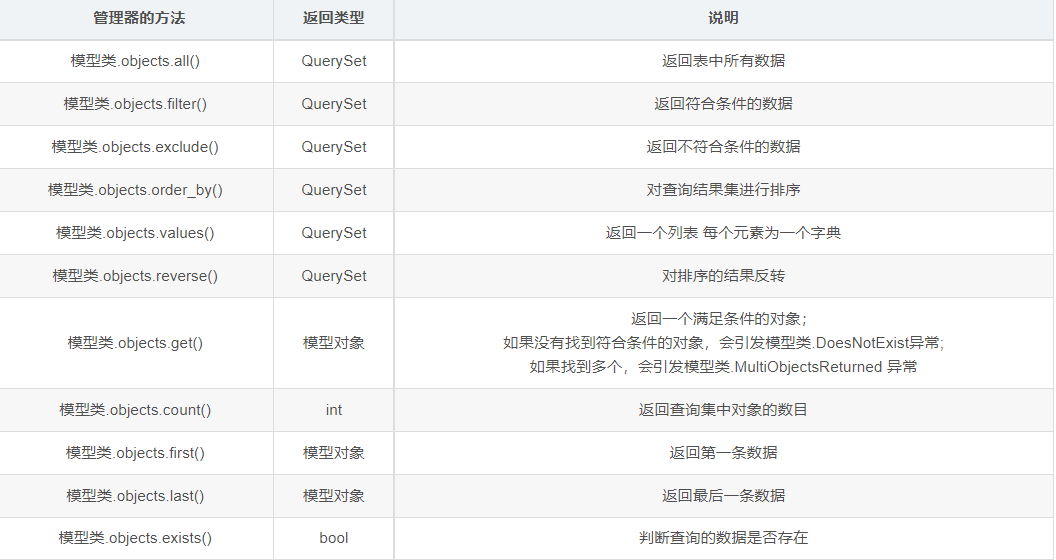 管理器的方法 返回类型 说明
模型类.objects.all() QuerySet 返回表中所有数据
模型类.objects.filter() QuerySet 返回符合条件的数据
模型类.objects.exclude() QuerySet 返回不符合条件的数据
模型类.objects.order_by() QuerySet 对查询结果集进行排序
模型类.objects.values() QuerySet 返回一个列表 每个元素为一个字典
模型类.objects.reverse() QuerySet 对排序的结果反转
返回一个满足条件的对象；
模型类.objects.get() 模型对象 如果没有找到符合条件的对象，会引发模型类.DoesNotExist异常;
如果找到多个，会引发模型类.MultiObjectsReturned 异常
模型类.objects.count() int 返回查询集中对象的数目
模型类.objects.first() 模型对象 返回第一条数据
模型类.objects.last() 模型对象 返回最后一条数据
模型类.objects.exists() bool 判断查询的数据是否存在